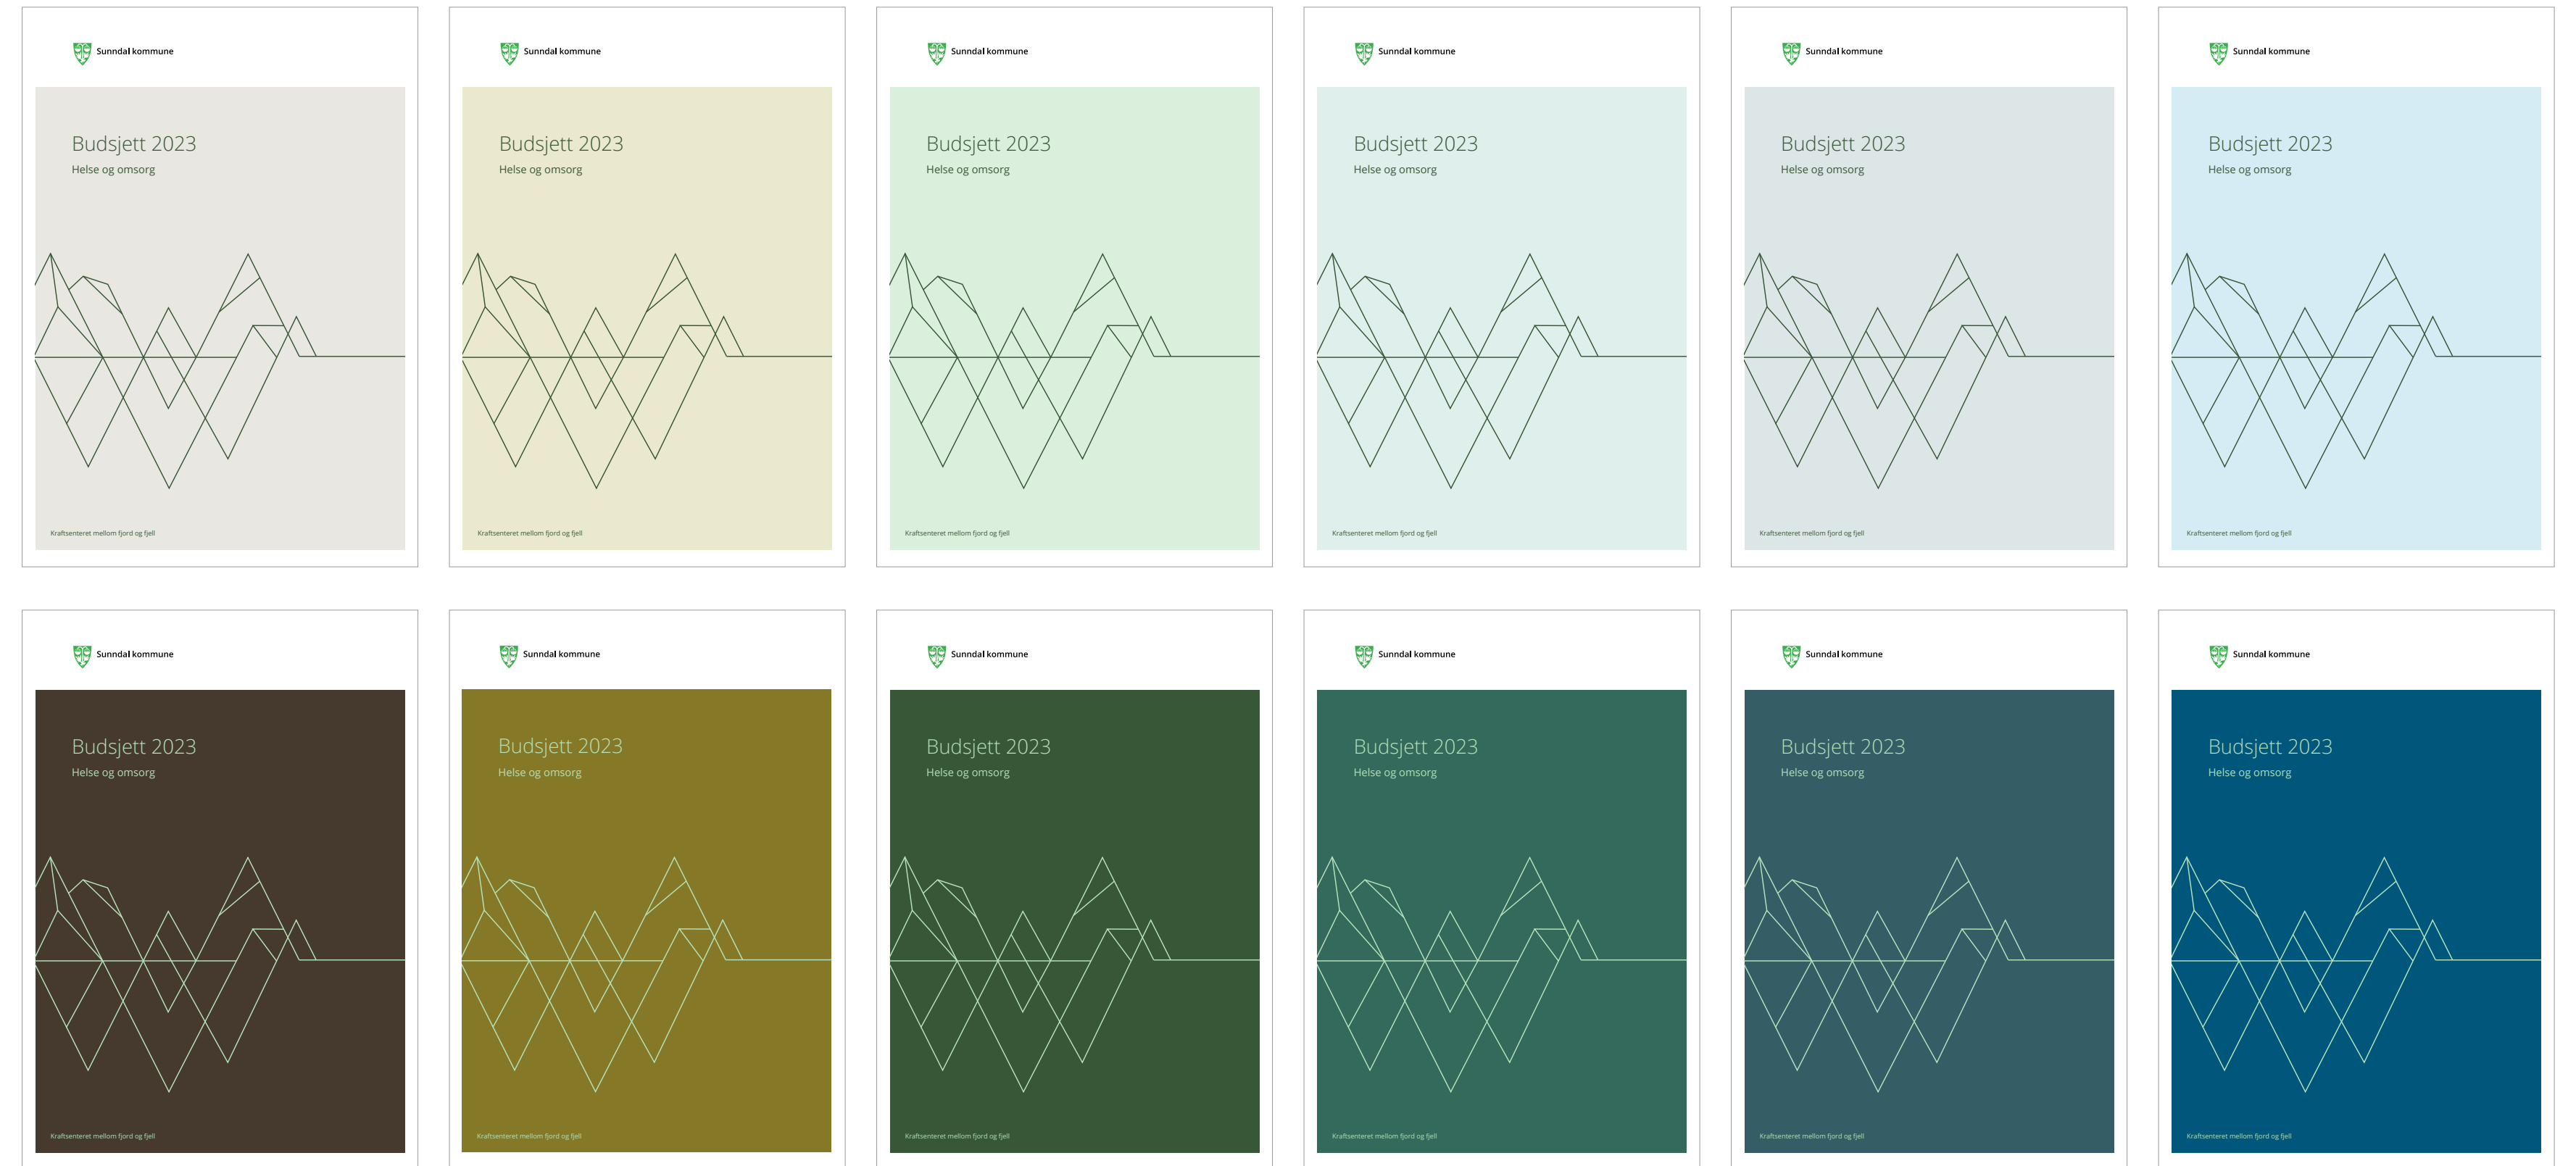 Sunndal kommune
Budsjett 2023
Helse og omsorg
Kraftsenteret mellom fjord og fjell
Sunndal kommune
Budsjett 2023
Helse og omsorg
Kraftsenteret mellom fjord og fjell
Sunndal kommune
Budsjett 2023
Helse og omsorg
Kraftsenteret mellom fjord og fjell
Sunndal kommune
Budsjett 2023
Helse og omsorg
Kraftsenteret mellom fjord og fjell
Sunndal kommune
Budsjett 2023
Helse og omsorg
Kraftsenteret mellom fjord og fjell
Sunndal kommune
Budsjett 2023
Helse og omsorg
Kraftsenteret mellom fjord og fjell
Sunndal kommune
Budsjett 2023
Helse og omsorg
Kraftsenteret mellom fjord og fjell
Sunndal kommune
Budsjett 2023
Helse og omsorg
Kraftsenteret mellom fjord og fjell
Sunndal kommune
Budsjett 2023
Helse og omsorg
Kraftsenteret mellom fjord og fjell
Sunndal kommune
Budsjett 2023
Helse og omsorg
Kraftsenteret mellom fjord og fjell
Sunndal kommune
Budsjett 2023
Helse og omsorg
Kraftsenteret mellom fjord og fjell
Sunndal kommune
Budsjett 2023
Helse og omsorg
Kraftsenteret mellom fjord og fjell